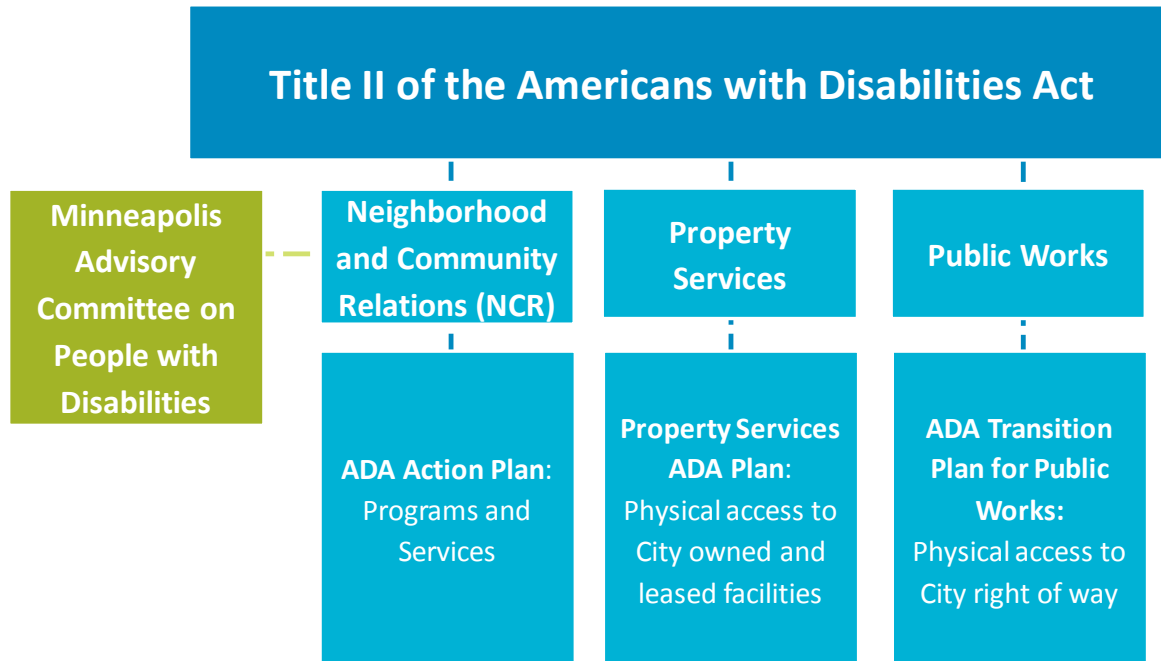 Title II of the Americans with Disabilities Act
Minneapolis
Advisory
Committee on
People with
Disabilities
Neighborhood
and Community
Relations (NCR)
Property
Services
Public Works
ADA Action Plan:
Programs and
Services
Property Services
ADA Plan:
Physical access to
City owned and
leased facilities
ADA Transition
Plan for Public
Works:
Physical access to
City right of way